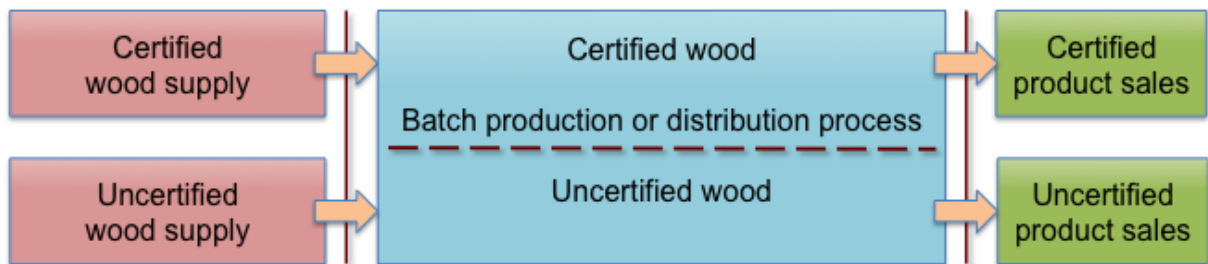 Certified
wood supply
Certified wood
Certified
product sales
Batch production or distribution process
Uncertified
wood supply
Uncertified wood
Uncertified
product sales